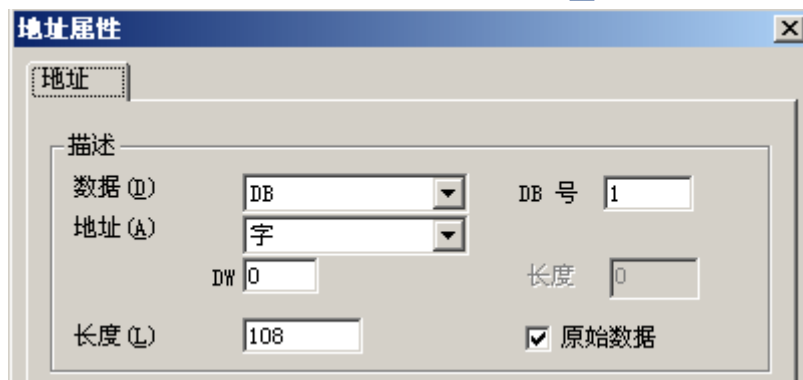 地址属性
地址
描述
数据(D) DB DB 号 1
地址(A) 字
DW 0 长度 0
长度(L) 108 原始数据